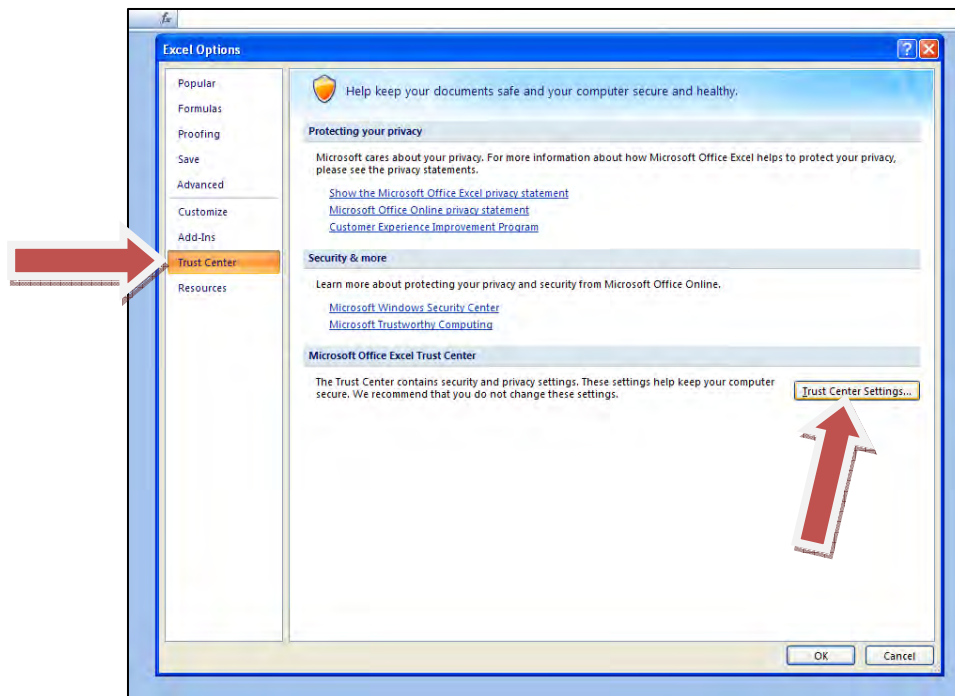 fx
Excel Options
Popular
Formulas
Proofing
Save
Advanced
Customize
Add-Ins
Trust Center
Resources
Help keep your documents safe and your computer secure and healthy.
Protecting your privacy
Microsoft cares about your privacy. For more information about how Microsoft Office Excel helps to protect your privacy,
please see the privacy statements.
Show the Microsoft Office Excel privacy statement
Microsoft Office Online privacy statement
Customer Experience Improvement Program
Security & more
Learn more about protecting your privacy and security from Microsoft Office Online.
Microsoft Windows Security Center
Microsoft Trustworthy Computing
Microsoft Office Excel Trust Center
The Trust Center contains security and privacy settings. These settings help keep your computer
secure. We recommend that you do not change these settings.
Trust Center Settings...
OK
Cancel